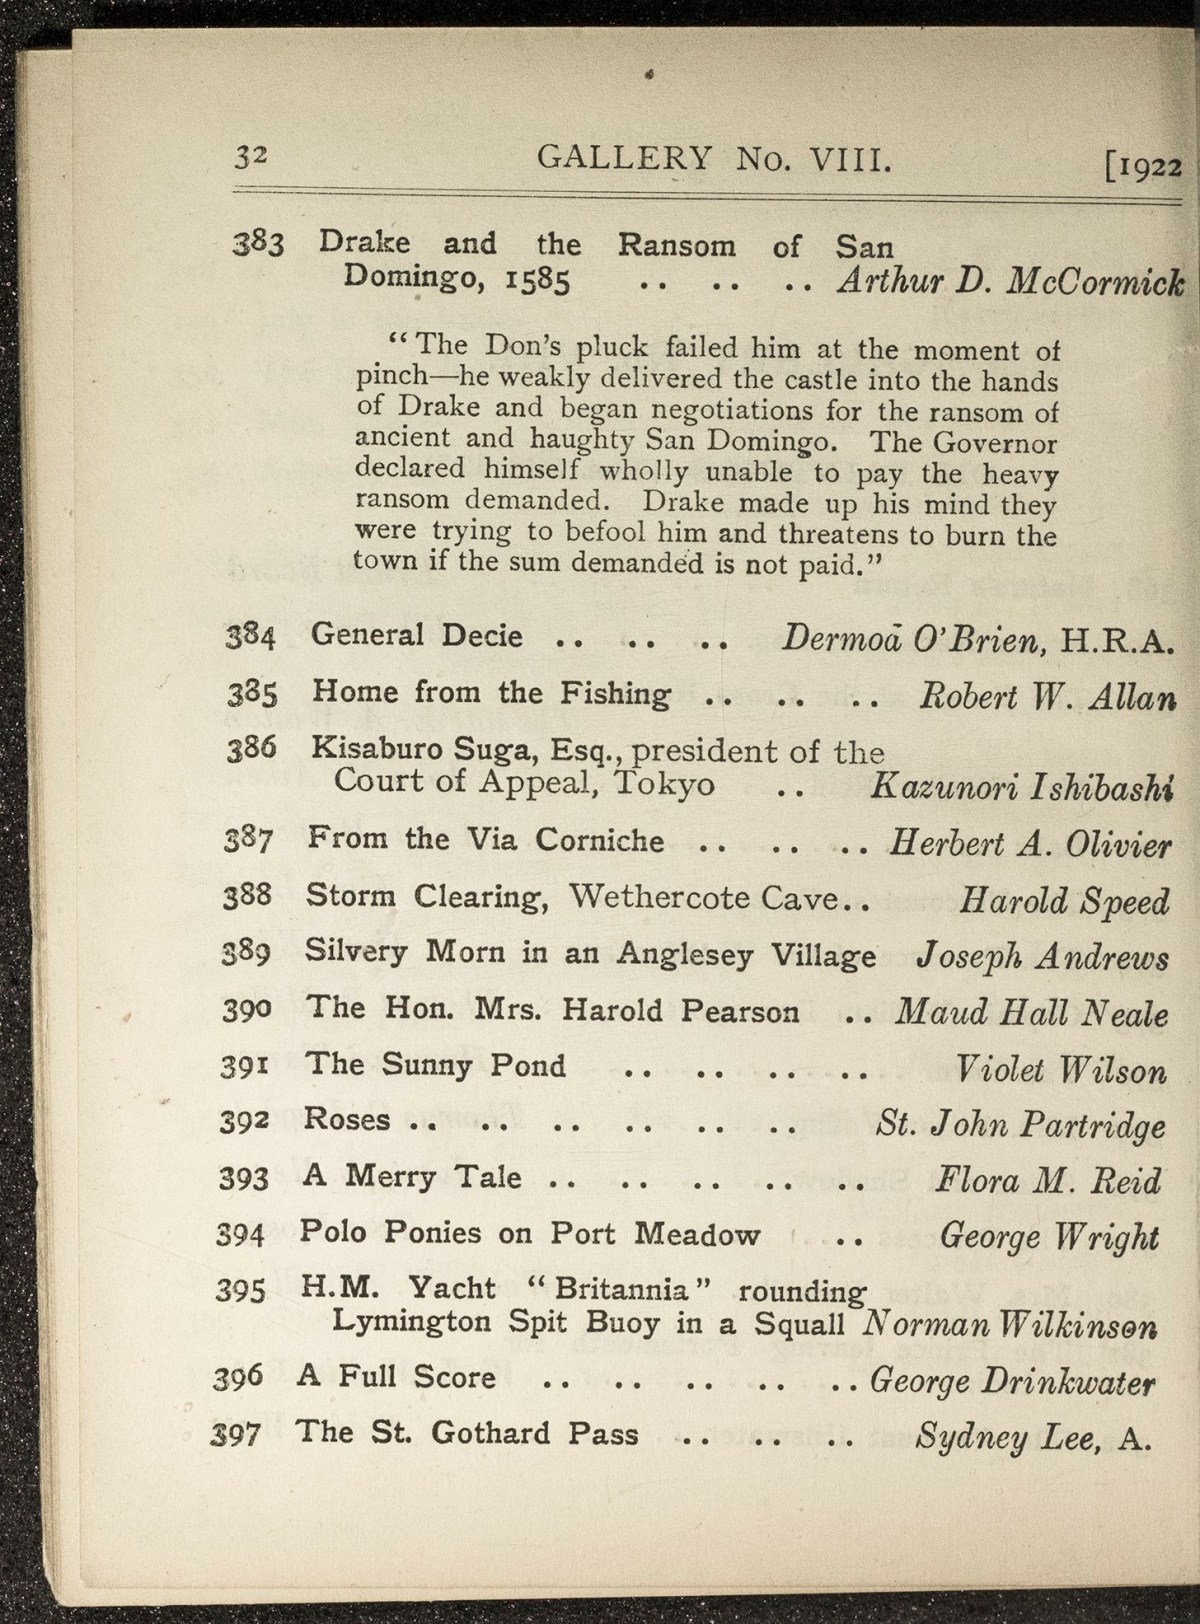 32 GALLERY No. VIII. [1922
383 Drake and the Ransom of San
Domingo, 1585 .. .. .. Arthur D. McCormick
“The Don's pluck failed him at the moment of
pinch—he weakly delivered the castle into the hands
of Drake and began negotiations for the ransom of
ancient and haughty San Domingo. The Governor
declared himself wholly unable to pay the heavy
ransom demanded. Drake made up his mind they
were trying to befool him and threatens to burn the
town if the sum demanded is not paid.”
384 General Decie .. .. .. Dermod O'Brien, H.R.A.
385 Home from the Fishing .. .. .. Robert W. Allan
386 Kisaburo Suga, Esq., president of the
Court of Appeal, Tokyo .. Kazunori Ishibashi
387 From the Via Corniche .. .. .. Herbert A. Olivier
388 Storm Clearing, Wethercote Cave.. Harold Speed
389 Silvery Morn in an Anglesey Village Joseph Andrews
390 The Hon. Mrs. Harold Pearson .. Maud Hall Neale
391 The Sunny Pond .. .. .. .. Violet Wilson
392 Roses .. .. .. .. .. .. St. John Partridge
393 A Merry Tale .. .. .. .. .. Flora M. Reid
394 Polo Ponies on Port Meadow .. George Wright
395 H.M. Yacht “Britannia” rounding
Lymington Spit Buoy in a Squall Norman Wilkinson
396 A Full Score .. .. .. .. .. George Drinkwater
397 The St. Gothard Pass .. .. .. Sydney Lee, A.